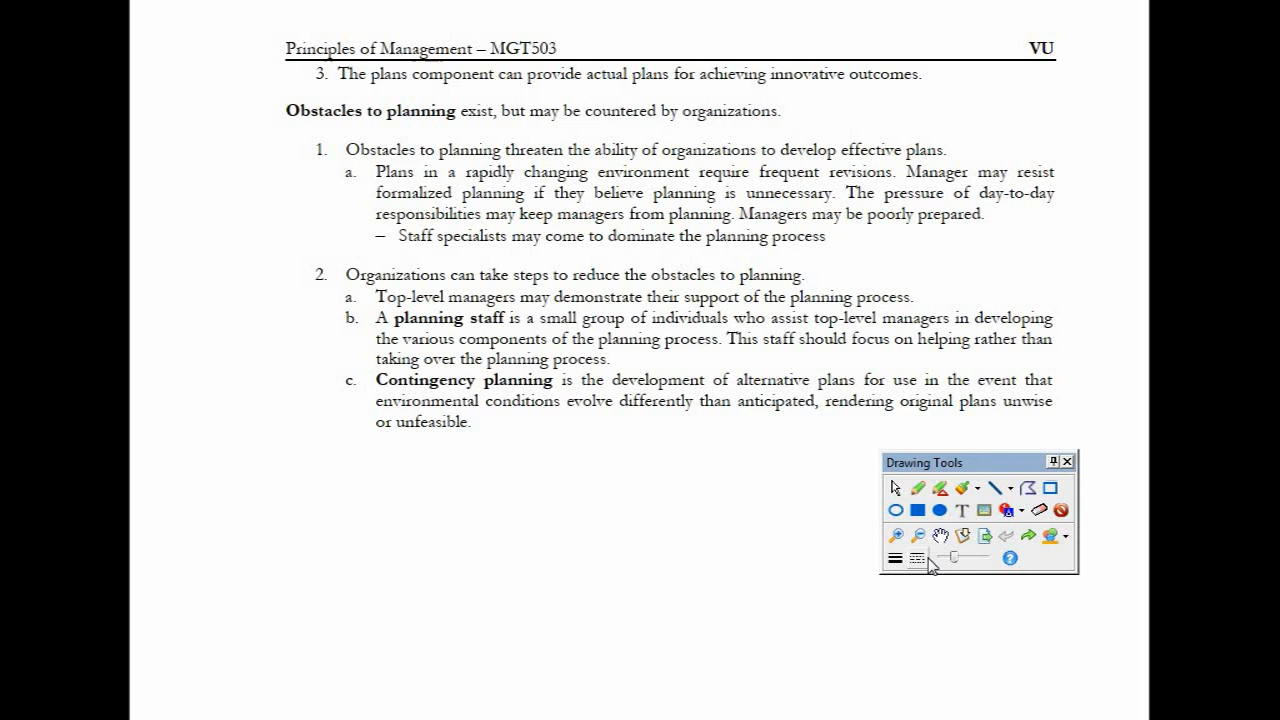 Principles of Management – MGT503 VU
3. The plans component can provide actual plans for achieving innovative outcomes.
Obstacles to planning exist, but may be countered by organizations.
1. Obstacles to planning threaten the ability of organizations to develop effective plans.
a. Plans in a rapidly changing environment require frequent revisions. Manager may resist
formalized planning if they believe planning is unnecessary. The pressure of day-to-day
responsibilities may keep managers from planning. Managers may be poorly prepared.
– Staff specialists may come to dominate the planning process
2. Organizations can take steps to reduce the obstacles to planning.
a. Top-level managers may demonstrate their support of the planning process.
b. A planning staff is a small group of individuals who assist top-level managers in developing
the various components of the planning process. This staff should focus on helping rather than
taking over the planning process.
c. Contingency planning is the development of alternative plans for use in the event that
environmental conditions evolve differently than anticipated, rendering original plans unwise
or unfeasible.
Drawing Tools